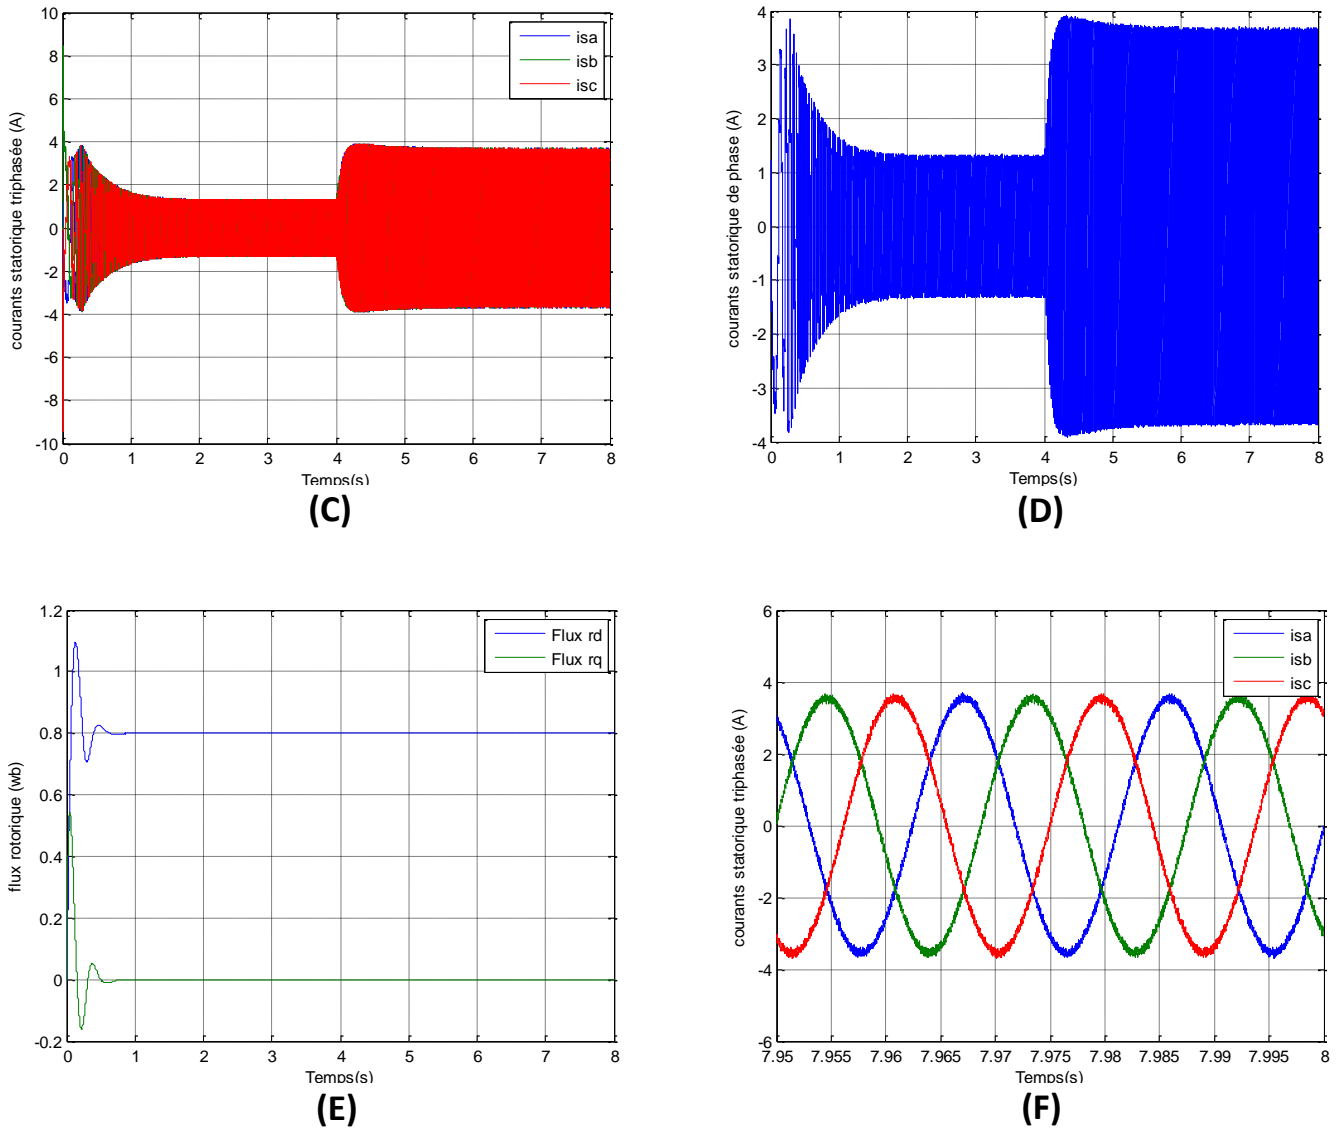 10
8
6
4
2
0
-2
-4
-6
-8
-10
0 1 2 3 4 5 6 7 8
courants statorique triphasée (A)
Temps(s)
isa
isb
isc
(C)
4
3
2
1
0
-1
-2
-3
-4
0 1 2 3 4 5 6 7 8
courants statorique de phase (A)
Temps(s)
(D)
1.2
1
0.8
0.6
0.4
0.2
0
-0.2
0 1 2 3 4 5 6 7 8
flux rotorique (wb)
Temps(s)
Flux rd
Flux rq
(E)
6
4
2
0
-2
-4
-6
7.95 7.955 7.96 7.965 7.97 7.975 7.98 7.985 7.99 7.995 8
courants statorique triphasée (A)
Temps(s)
isa
isb
isc
(F)